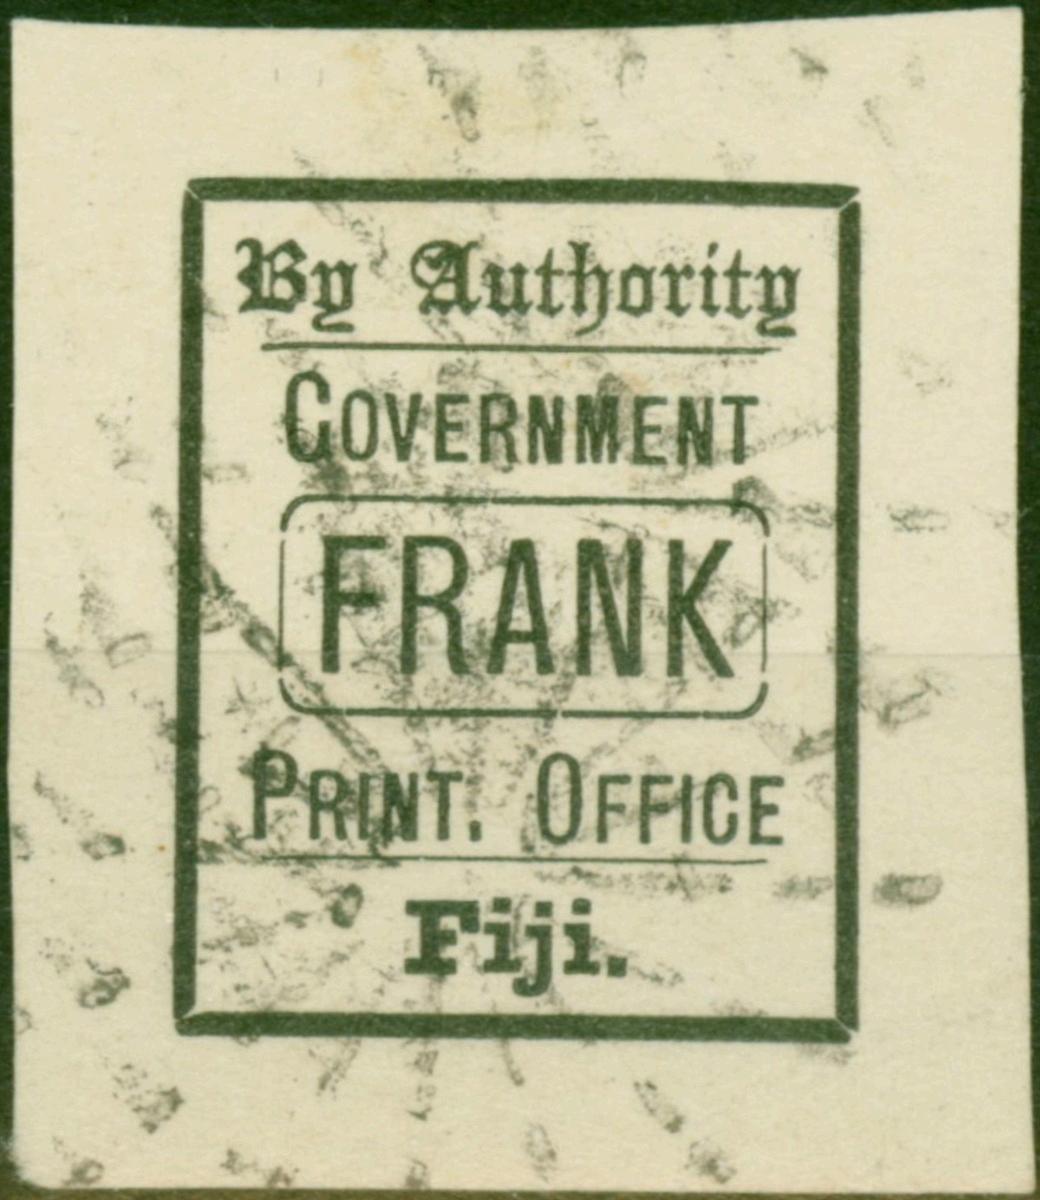 By Authority
GOVERNMENT
FRANK
PRINT. OFFICE
Fiji.